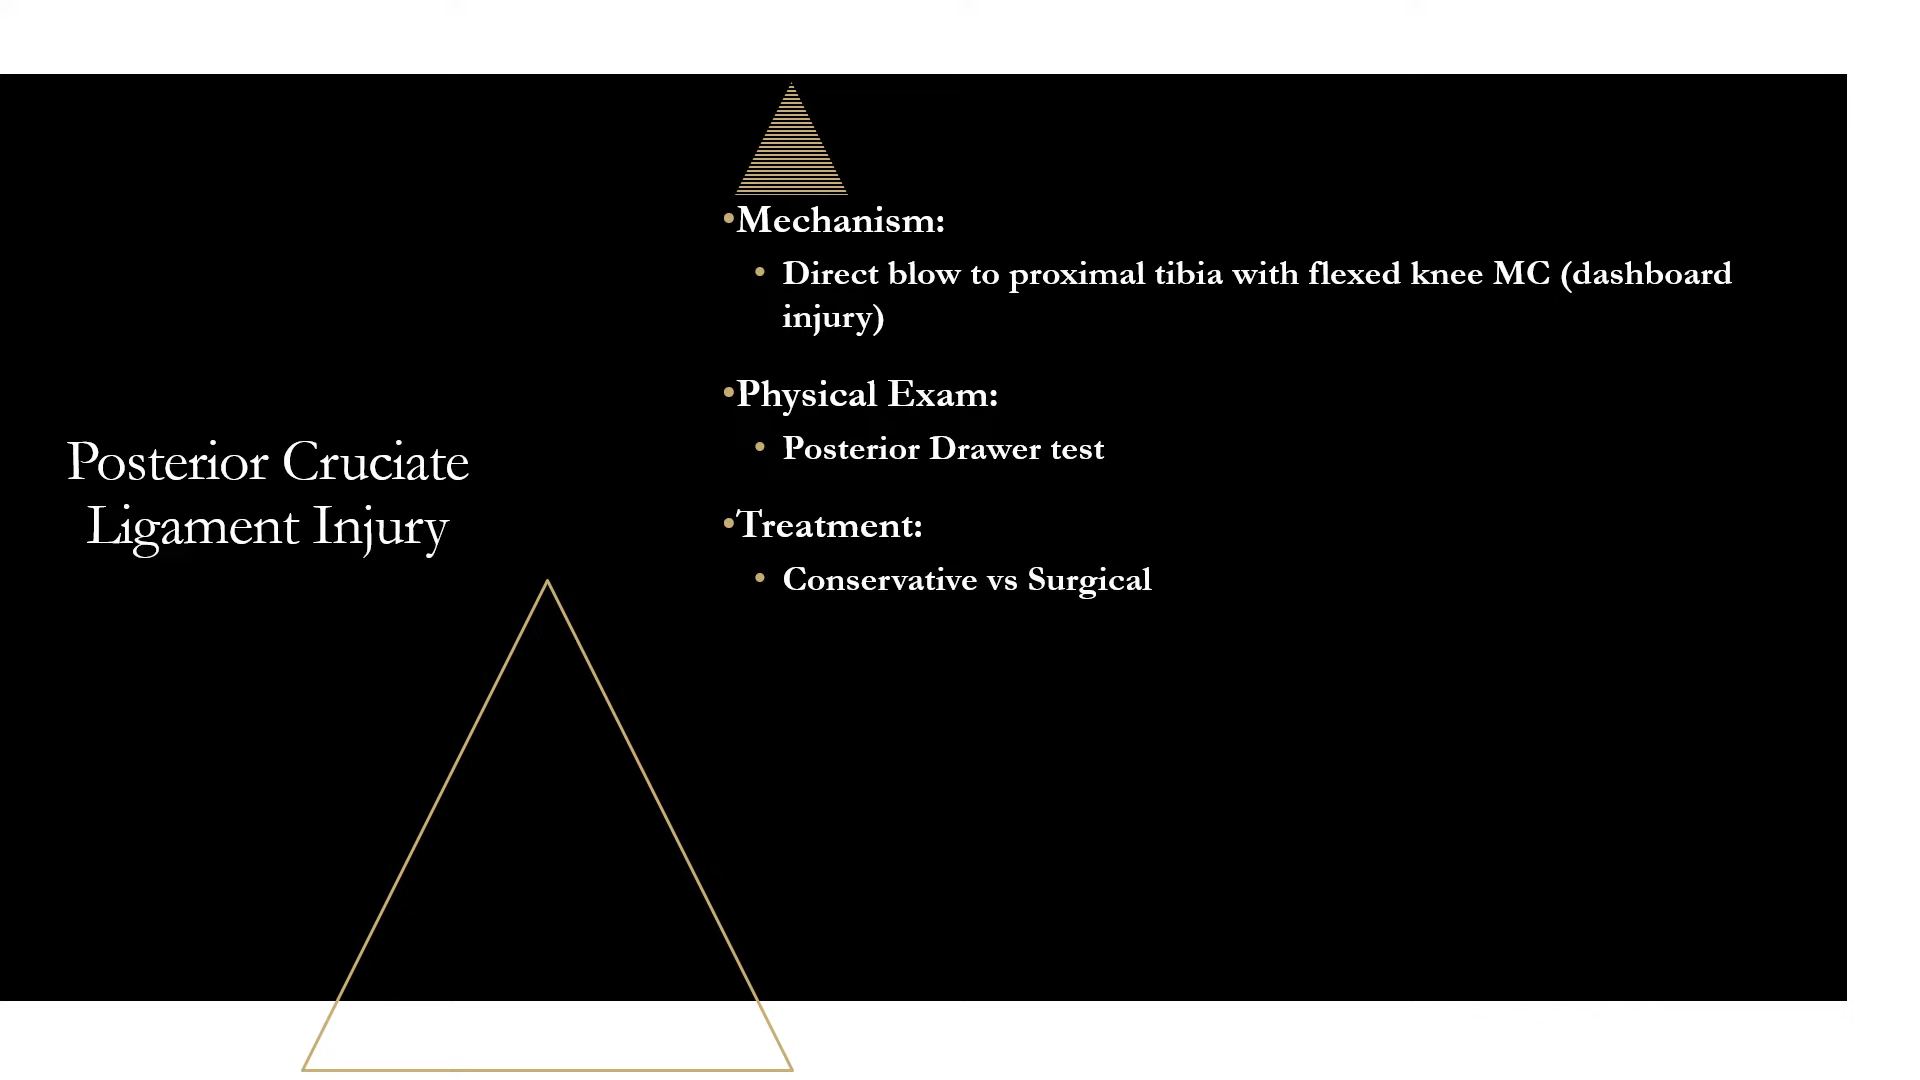 Posterior Cruciate
Ligament Injury
•Mechanism:
• Direct blow to proximal tibia with flexed knee MC (dashboard
injury)
•Physical Exam:
• Posterior Drawer test
•Treatment:
• Conservative vs Surgical